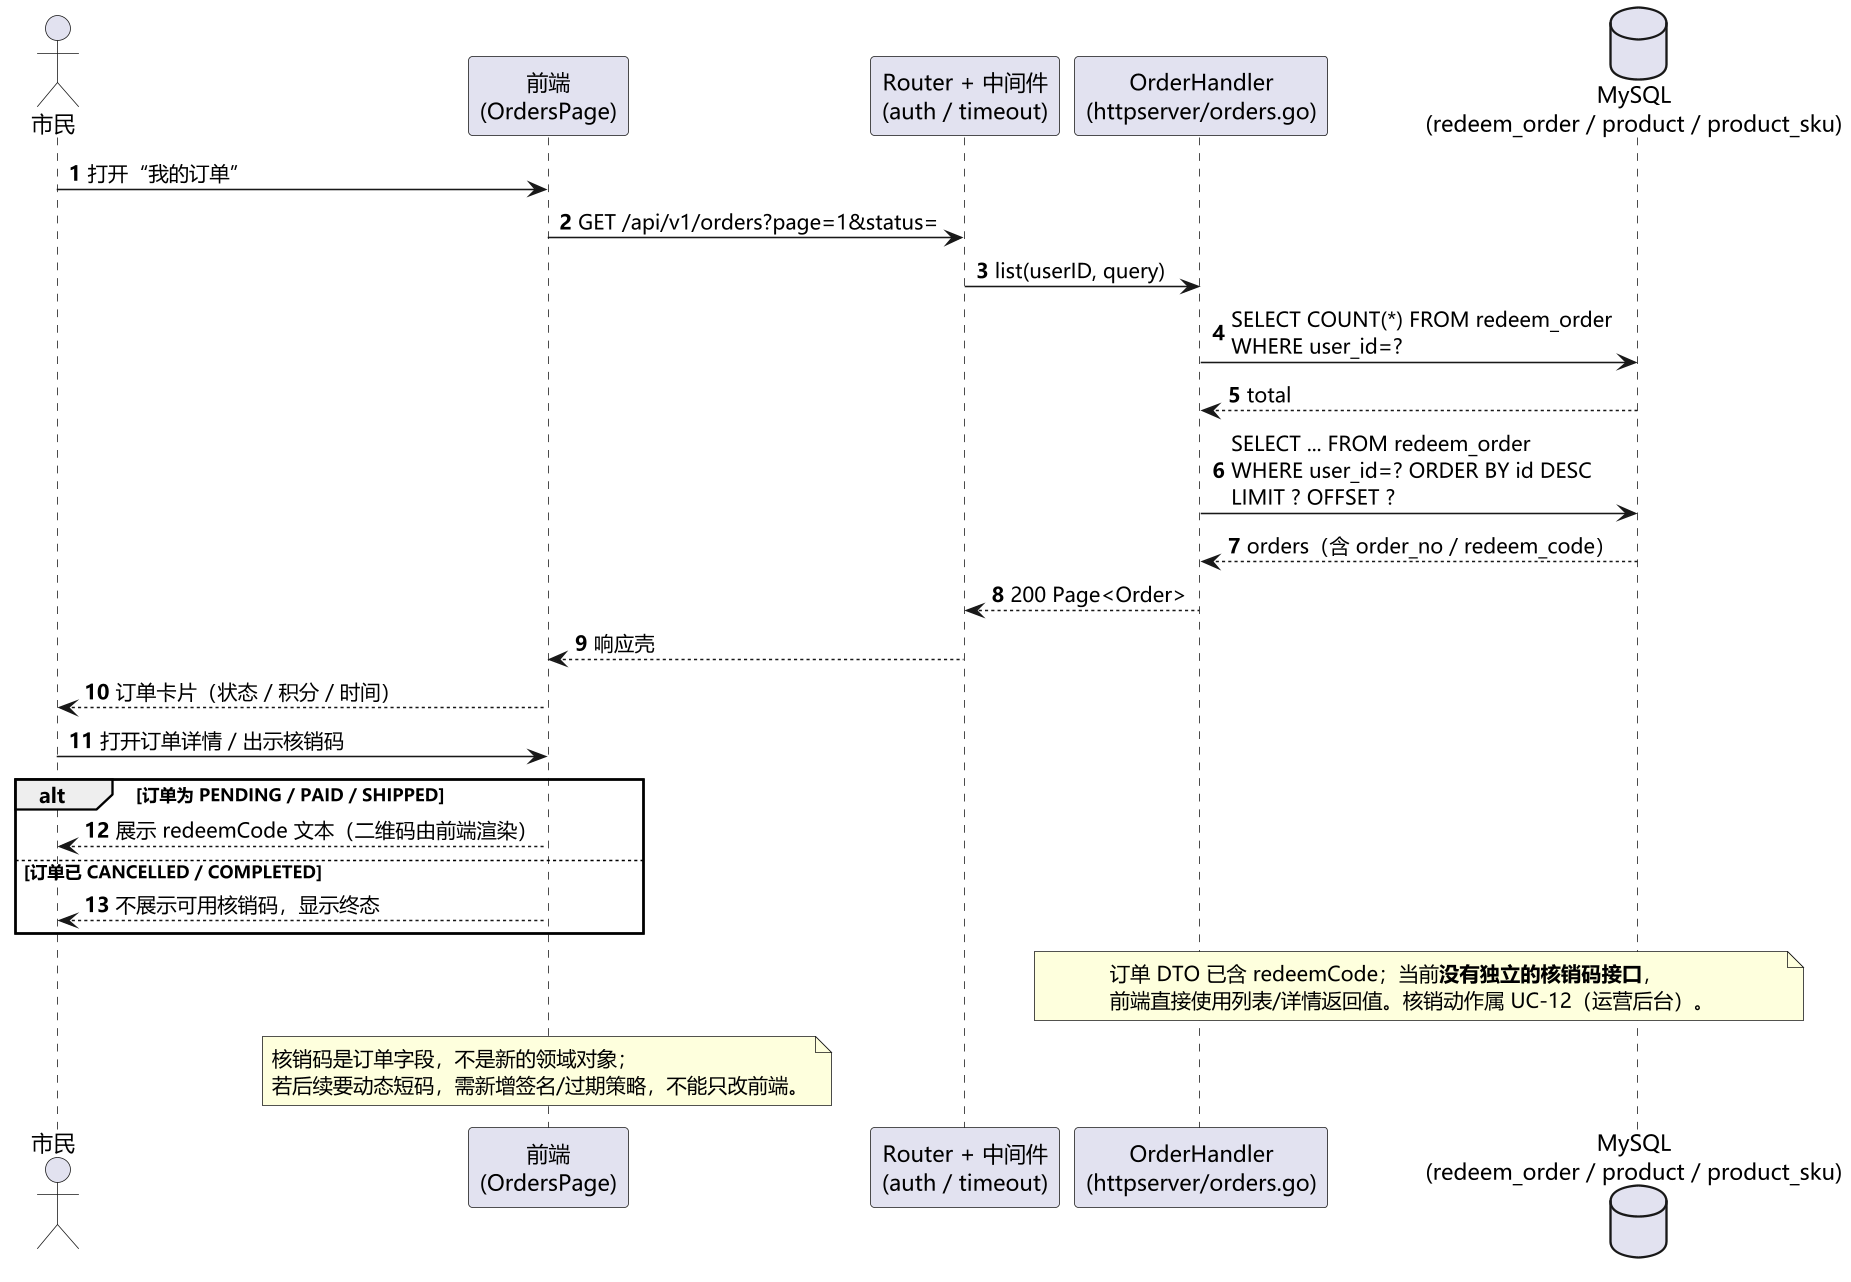 市民
前端
(OrdersPage)
Router + 中间件
(auth / timeout)
OrderHandler
(httpserver/orders.go)
MySQL
(redeem_order / product / product_sku)
1 打开“我的订单”
2 GET /api/v1/orders?page=1&status=
3 list(userID, query)
4 SELECT COUNT(*) FROM redeem_order
WHERE user_id=?
5 total
SELECT ... FROM redeem_order
6 WHERE user_id=? ORDER BY id DESC
LIMIT ? OFFSET ?
7 orders（含 order_no / redeem_code）
8 200 Page<Order>
9 响应壳
10 订单卡片（状态 / 积分 / 时间）
11 打开订单详情 / 出示核销码
alt [订单为 PENDING / PAID / SHIPPED]
12 展示 redeemCode 文本（二维码由前端渲染）
[订单已 CANCELLED / COMPLETED]
13 不展示可用核销码，显示终态
订单 DTO 已含 redeemCode；当前没有独立的核销码接口，
前端直接使用列表/详情返回值。核销动作属 UC-12（运营后台）。
核销码是订单字段，不是新的领域对象；
若后续要动态短码，需新增签名/过期策略，不能只改前端。
市民
前端
(OrdersPage)
Router + 中间件
(auth / timeout)
OrderHandler
(httpserver/orders.go)
MySQL
(redeem_order / product / product_sku)